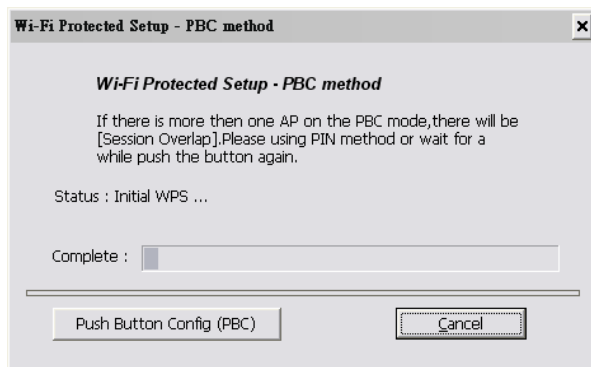 Wi-Fi Protected Setup - PBC method
Wi-Fi Protected Setup - PBC method
If there is more then one AP on the PBC mode,there will be
[Session Overlap].Please using PIN method or wait for a
while push the button again.
Status : Initial WPS ...
Complete :
Push Button Config (PBC)
Cancel